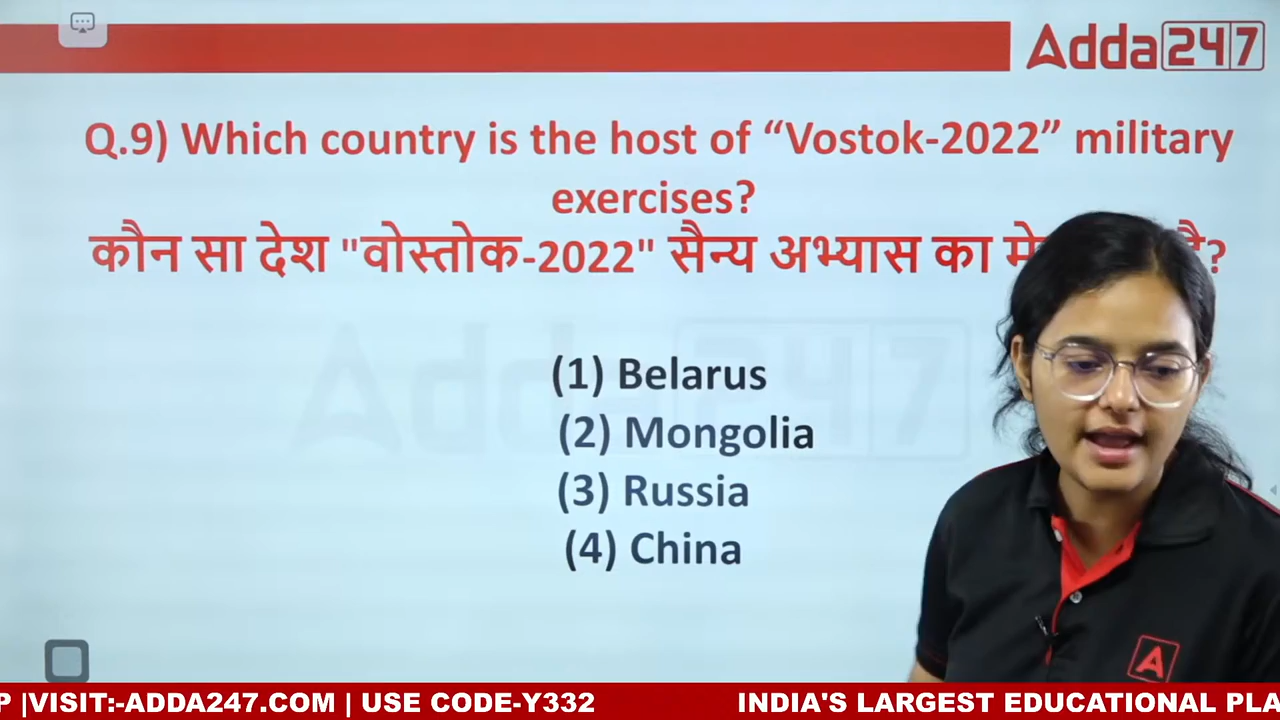 Adda247
Q.9) Which country is the host of “Vostok-2022” military
exercises?
कौन सा देश "वोस्तोक-2022" सैन्य अभ्यास का है?
(1) Belarus
(2) Mongolia
(3) Russia
(4) China
A
P |VISIT:-ADDA247.COM | USE CODE-Y332 INDIA'S LARGEST EDUCATIONAL PLA